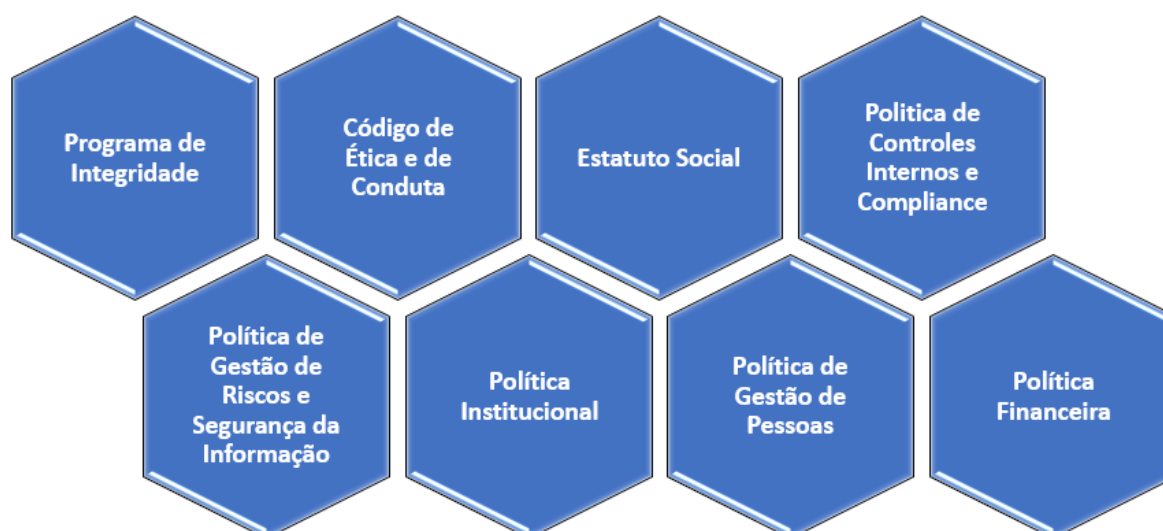 Programa de
Integridade
Código de
Ética e de
Conduta
Estatuto Social
Politica de
Controles
Internos e
Compliance
Política de
Gestão de
Riscos e
Segurança da
Informação
Política
Institucional
Política de
Gestão de
Pessoas
Política
Financeira